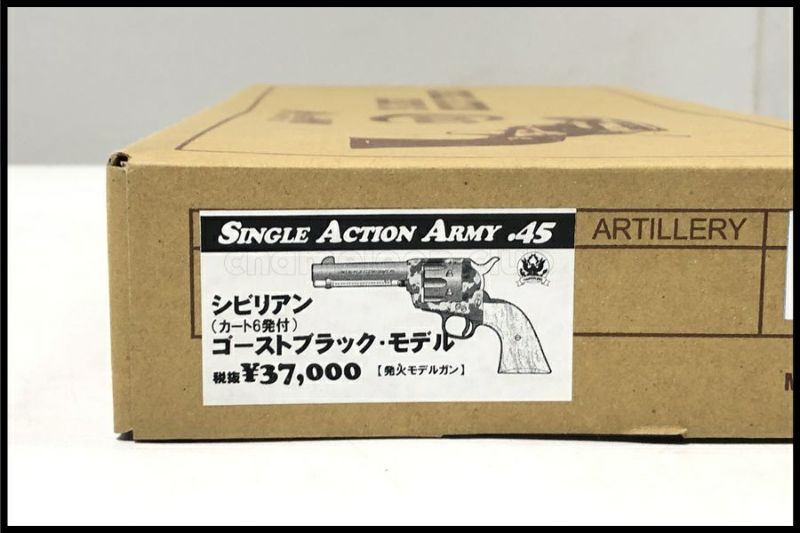 SINGLE ACTION ARMY .45
ARTILLERY
シビリアン
(カート6発付)
ゴーストブラック・モデル
税抜 ¥37,000 【発火モデルガン】
M